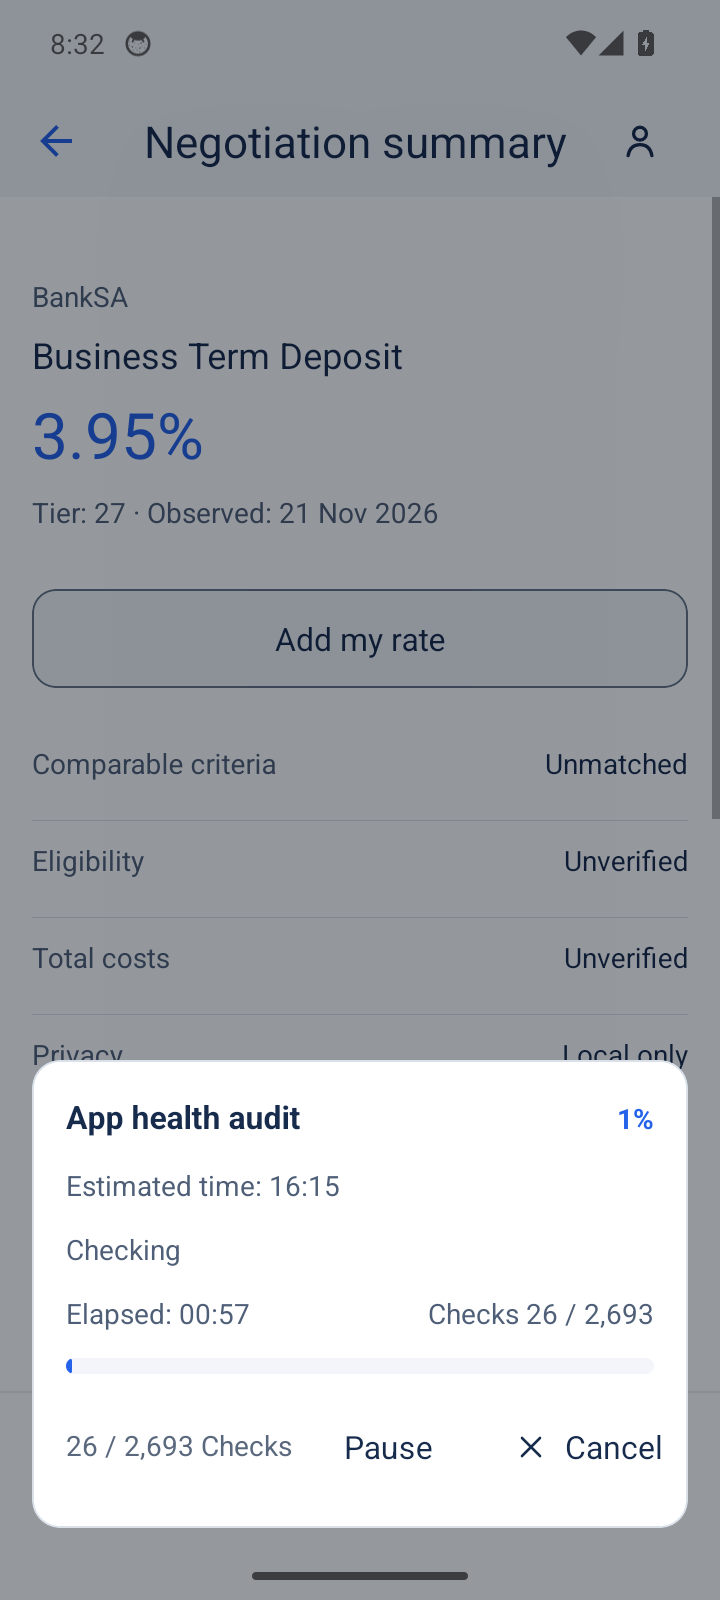 8:32
Negotiation summary
BankSA
Business Term Deposit
3.95%
Tier: 27 · Observed: 21 Nov 2026
Add my rate
Comparable criteria Unmatched
Eligibility Unverified
Total costs Unverified
Privacy Local only
App health audit 1%
Estimated time: 16:15
Checking
Elapsed: 00:57 Checks 26 / 2,693
26 / 2,693 Checks Pause Cancel